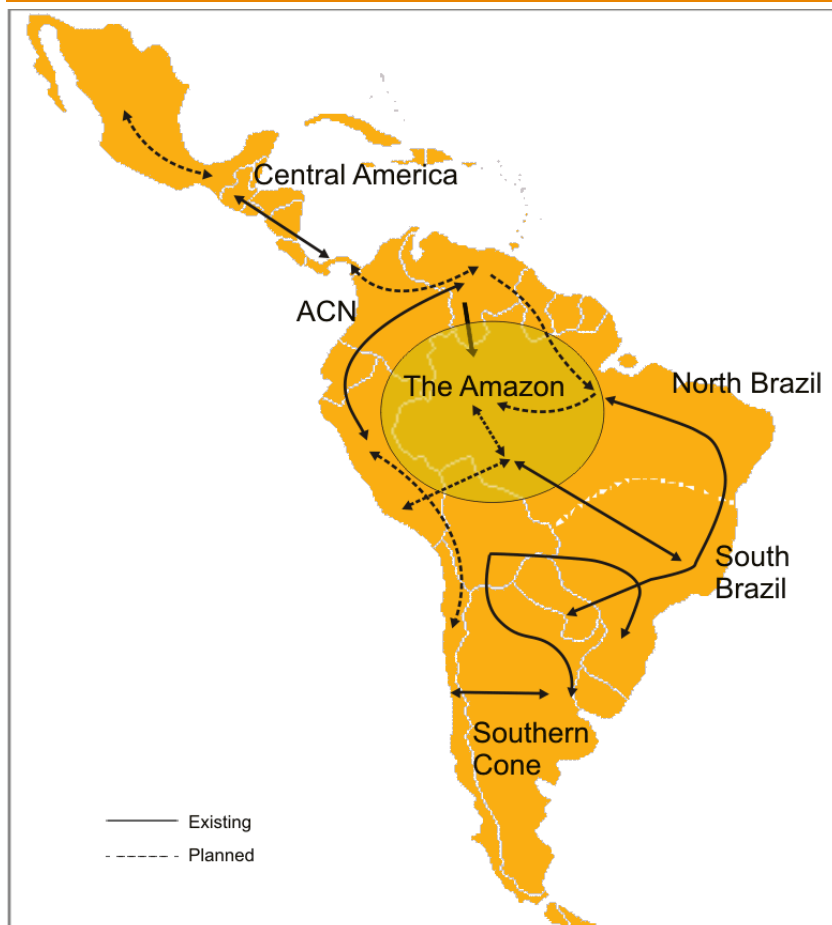 Central America
ACN
The Amazon
North Brazil
South
Brazil
Southern
Cone
Existing
Planned